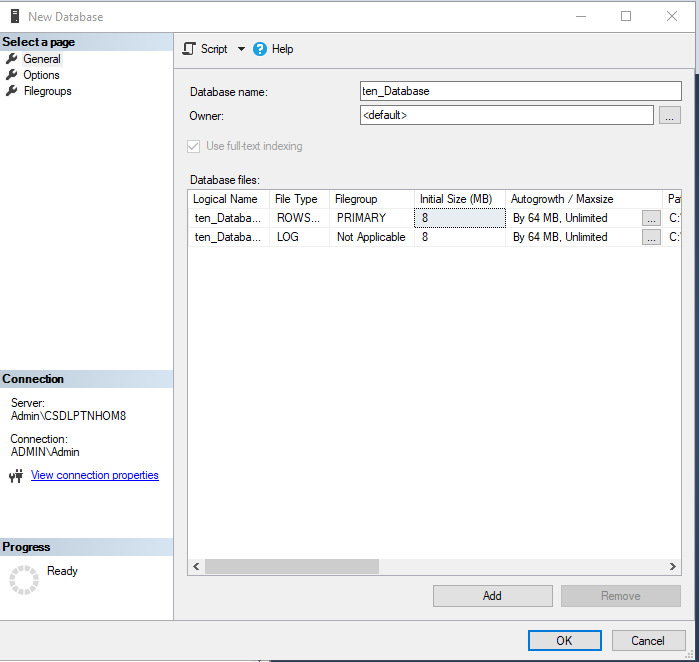 New Database
Select a page
General
Options
Filegroups
Script
Help
Database name: ten_Database
Owner: <default> ...
Use full-text indexing
Database files:
Logical Name File Type Filegroup Initial Size (MB) Autogrowth / Maxsize Pa
ten_Databa... ROWS... PRIMARY 8 By 64 MB, Unlimited ... C:\
ten_Databa... LOG Not Applicable 8 By 64 MB, Unlimited ... C:\
Connection
Server:
Admin\CSDLPTNHOM8
Connection:
ADMIN\Admin
View connection properties
Progress
Ready
Add Remove
OK Cancel